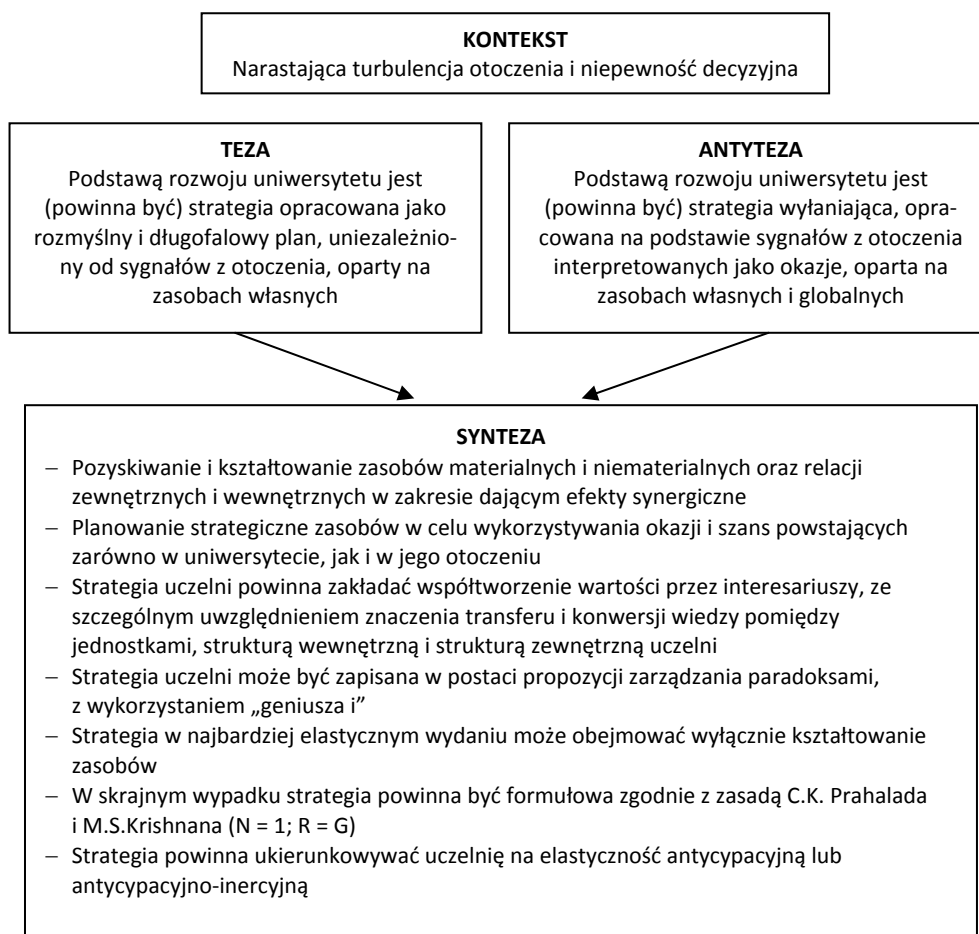 KONTEKST
Narastająca turbulencja otoczenia i niepewność decyzyjna
TEZA
Podstawą rozwoju uniwersytetu jest
(powinna być) strategia opracowana jako
rozmyślny i długofalowy plan, uniezależnio-
ny od sygnałów z otoczenia, oparty na
zasobach własnych
ANTYTEZA
Podstawą rozwoju uniwersytetu jest
(powinna być) strategia wyłaniająca, opra-
cowana na podstawie sygnałów z otoczenia
interpretowanych jako okazje, oparta na
zasobach własnych i globalnych
SYNTEZA
− Pozyskiwanie i kształtowanie zasobów materialnych i niematerialnych oraz relacji
zewnętrznych i wewnętrznych w zakresie dającym efekty synergiczne
− Planowanie strategiczne zasobów w celu wykorzystywania okazji i szans powstających
zarówno w uniwersytecie, jak i w jego otoczeniu
− Strategia uczelni powinna zakładać współtworzenie wartości przez interesariuszy, ze
szczególnym uwzględnieniem znaczenia transferu i konwersji wiedzy pomiędzy
jednostkami, strukturą wewnętrzną i strukturą zewnętrzną uczelni
− Strategia uczelni może być zapisana w postaci propozycji zarządzania paradoksami,
z wykorzystaniem „geniusza i”
− Strategia w najbardziej elastycznym wydaniu może obejmować wyłącznie kształtowanie
zasobów
− W skrajnym wypadku strategia powinna być formułowa zgodnie z zasadą C.K. Prahalada
i M.S.Krishnana (N = 1; R = G)
− Strategia powinna ukierunkowywać uczelnię na elastyczność antycypacyjną lub
antycypacyjno-inercyjną